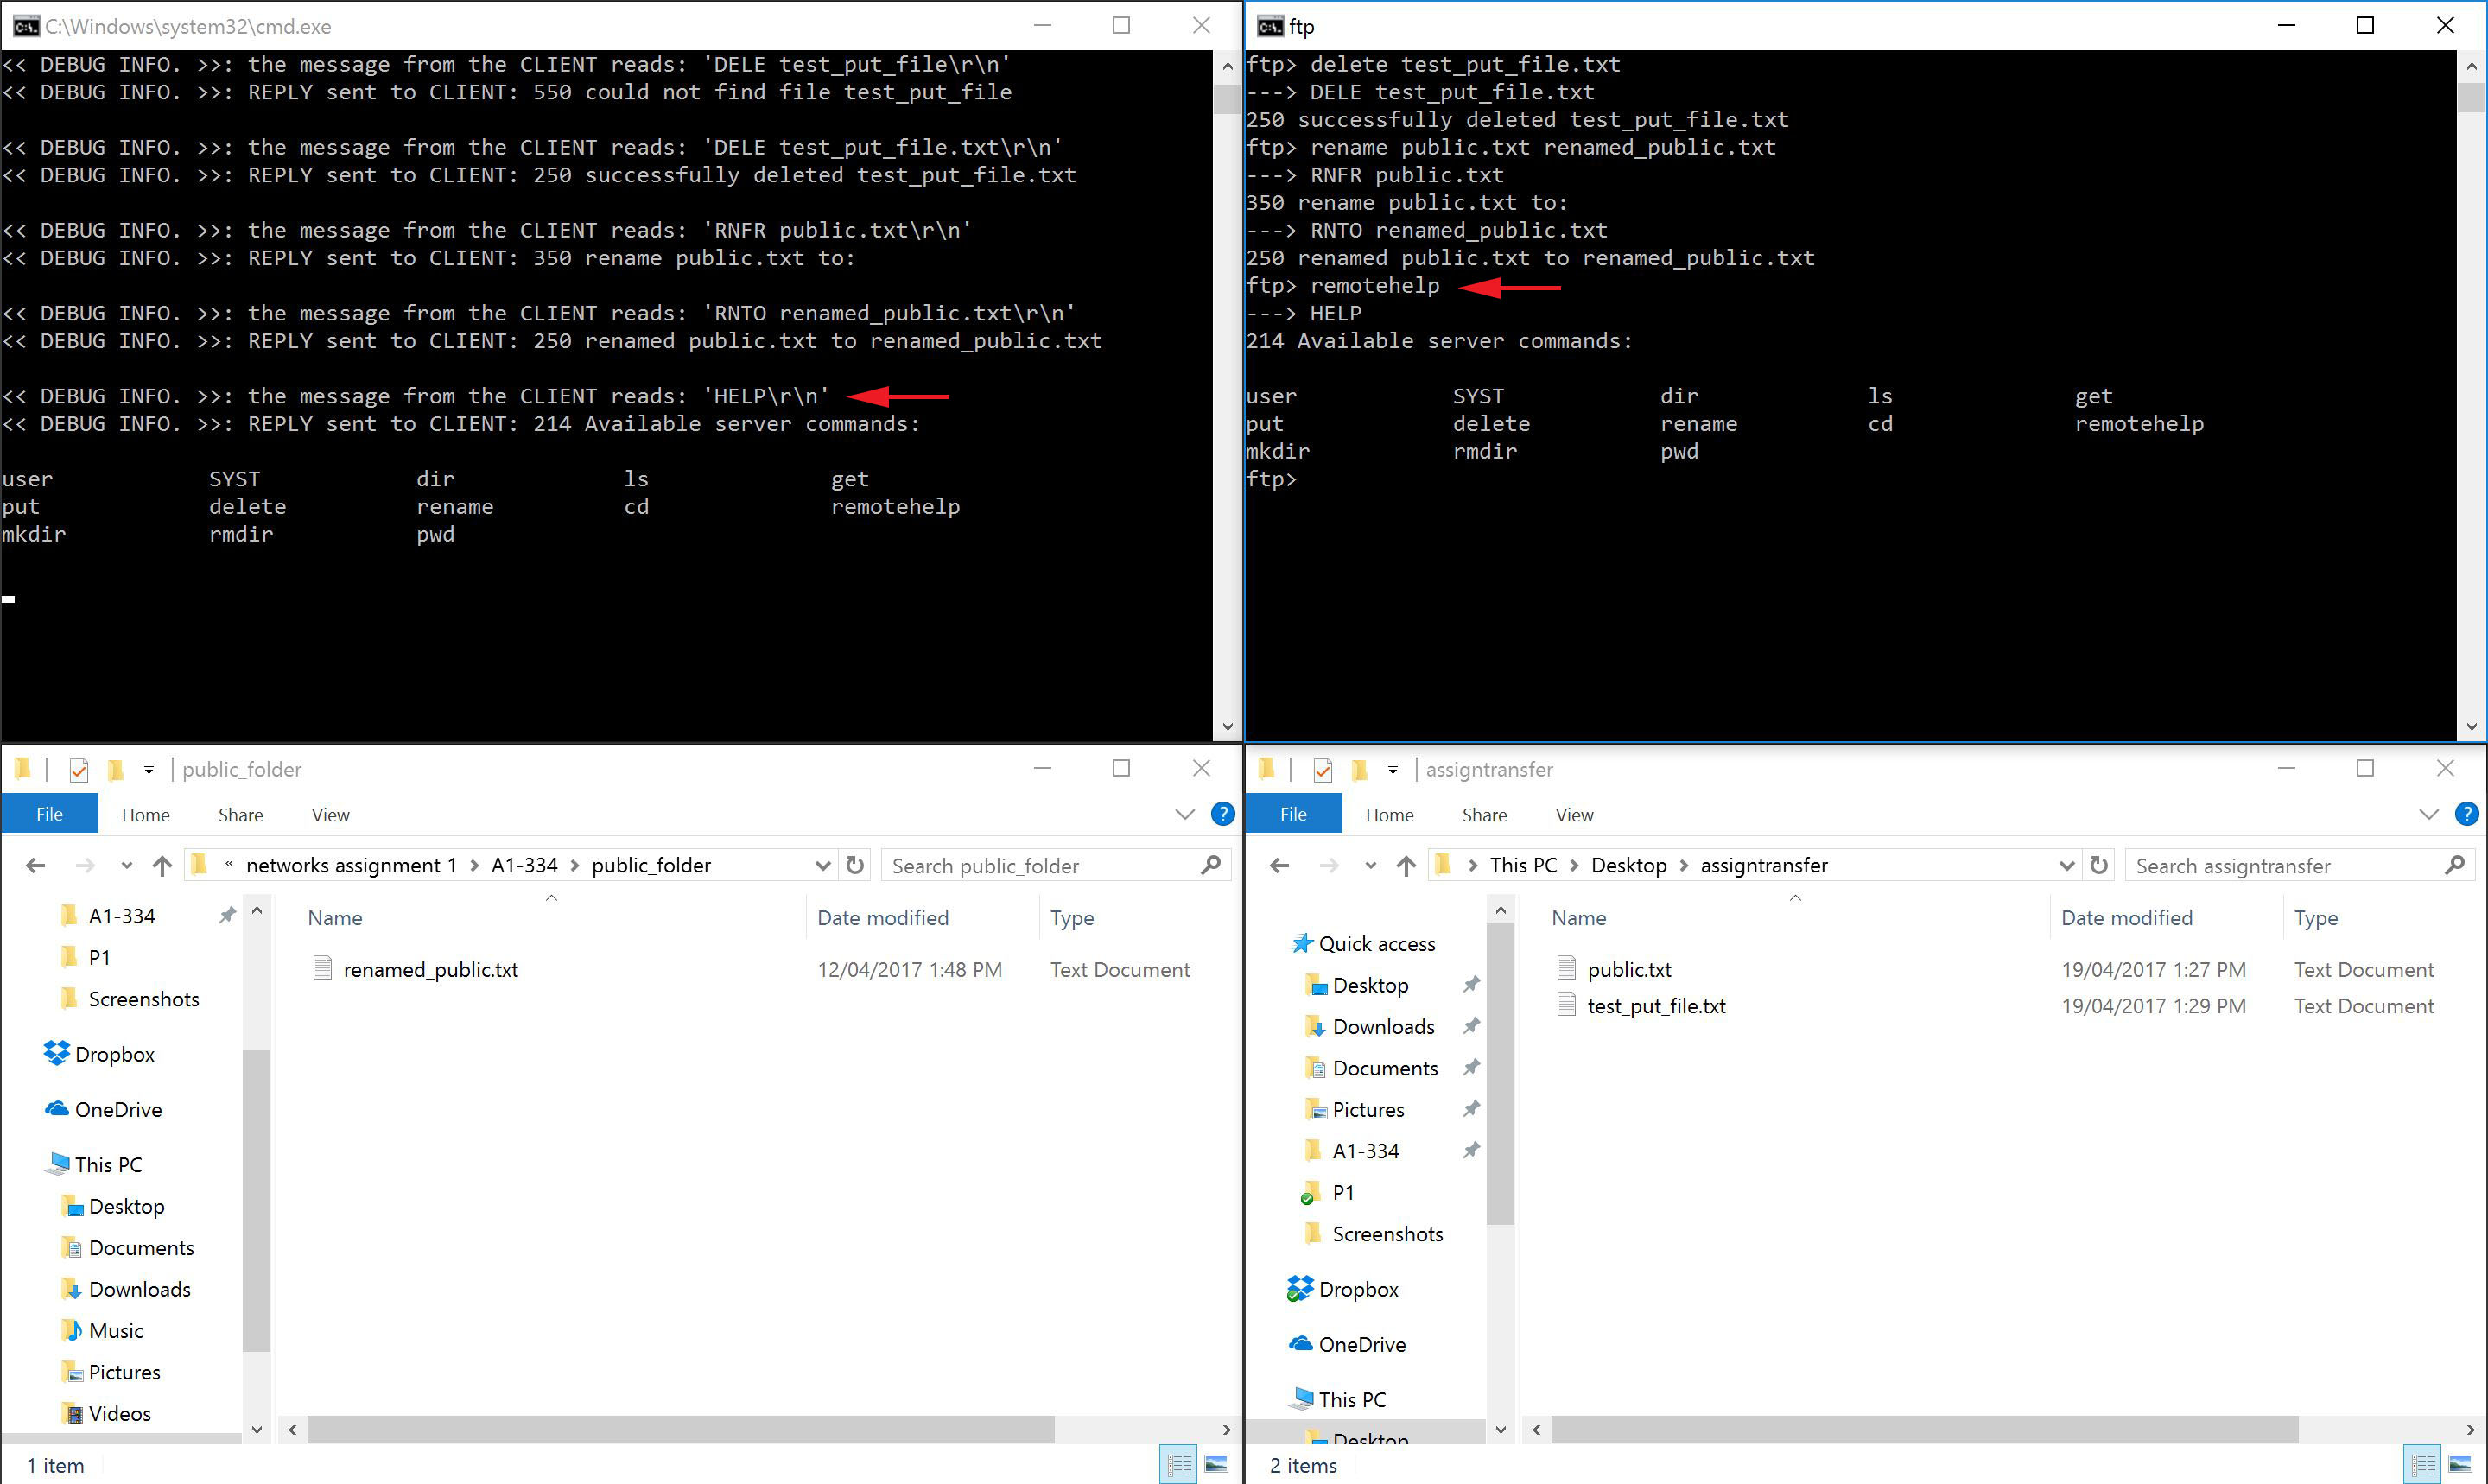 C:\Windows\system32\cmd.exe
<< DEBUG INFO. >>: the message from the CLIENT reads: 'DELE test_put_file\r\n'
<< DEBUG INFO. >>: REPLY sent to CLIENT: 550 could not find file test_put_file
<< DEBUG INFO. >>: the message from the CLIENT reads: 'DELE test_put_file.txt\r\n'
<< DEBUG INFO. >>: REPLY sent to CLIENT: 250 successfully deleted test_put_file.txt
<< DEBUG INFO. >>: the message from the CLIENT reads: 'RNFR public.txt\r\n'
<< DEBUG INFO. >>: REPLY sent to CLIENT: 350 rename public.txt to:
<< DEBUG INFO. >>: the message from the CLIENT reads: 'RNTO renamed_public.txt\r\n'
<< DEBUG INFO. >>: REPLY sent to CLIENT: 250 renamed public.txt to renamed_public.txt
<< DEBUG INFO. >>: the message from the CLIENT reads: 'HELP\r\n'
<< DEBUG INFO. >>: REPLY sent to CLIENT: 214 Available server commands:
user SYST dir ls get
put delete rename cd remotehelp
mkdir rmdir pwd
ftp
ftp> delete test_put_file.txt
---> DELE test_put_file.txt
250 successfully deleted test_put_file.txt
ftp> rename public.txt renamed_public.txt
---> RNFR public.txt
350 rename public.txt to:
---> RNTO renamed_public.txt
250 renamed public.txt to renamed_public.txt
ftp> remotehelp
---> HELP
214 Available server commands:
user SYST dir ls get
put delete rename cd remotehelp
mkdir rmdir pwd
ftp>
public_folder
File Home Share View
« networks assignment 1 > A1-334 > public_folder
Search public_folder
A1-334
P1
Screenshots
Dropbox
OneDrive
This PC
Desktop
Documents
Downloads
Music
Pictures
Videos
Name Date modified Type
renamed_public.txt 12/04/2017 1:48 PM Text Document
1 item
assigntransfer
File Home Share View
> This PC > Desktop > assigntransfer
Search assigntransfer
Quick access
Desktop
Downloads
Documents
Pictures
A1-334
P1
Screenshots
Dropbox
OneDrive
This PC
Desktop
Name Date modified Type
public.txt 19/04/2017 1:27 PM Text Document
test_put_file.txt 19/04/2017 1:29 PM Text Document
2 items